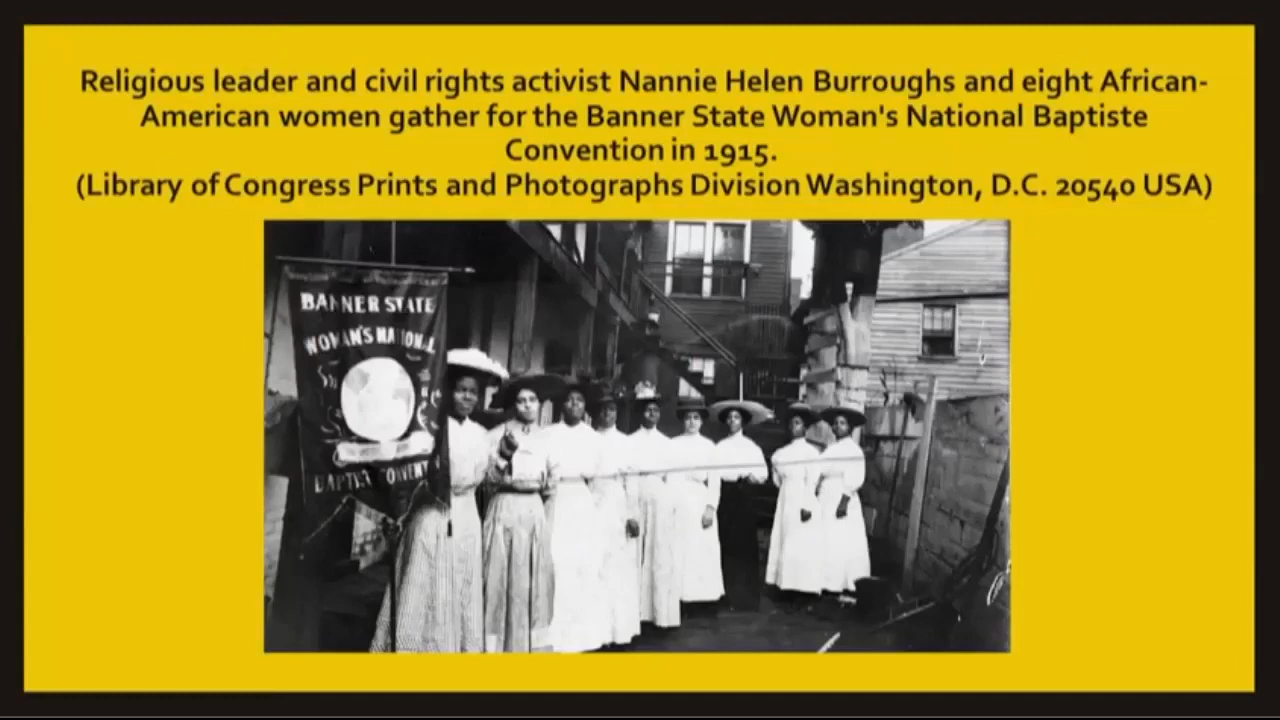 Religious leader and civil rights activist Nannie Helen Burroughs and eight African-
American women gather for the Banner State Woman's National Baptiste
Convention in 1915.
(Library of Congress Prints and Photographs Division Washington, D.C. 20540 USA)
BANNER STATE
WOMAN'S NATIONAL
BAPTIST CONVENT